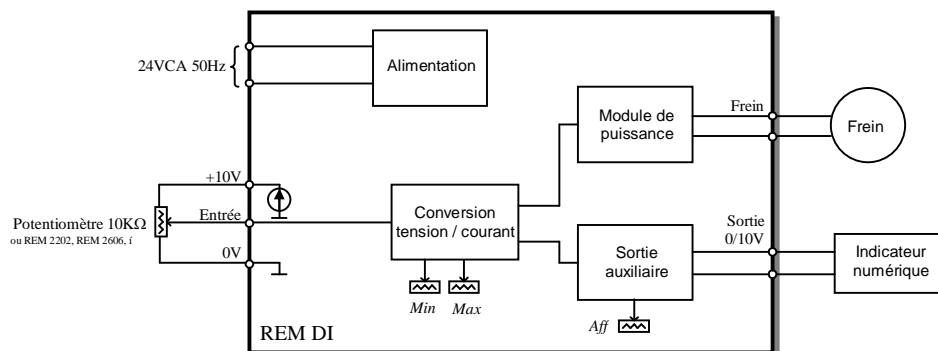 24VCA 50Hz
Alimentation
Module de
puissance
Frein
Frein
+10V
Potentiomètre 10KΩ
ou REM 2202, REM 2606, í
Entrée
0V
Conversion
tension / courant
Min
Max
Sortie
0/10V
Sortie
auxiliaire
Indicateur
numérique
Aff
REM DI